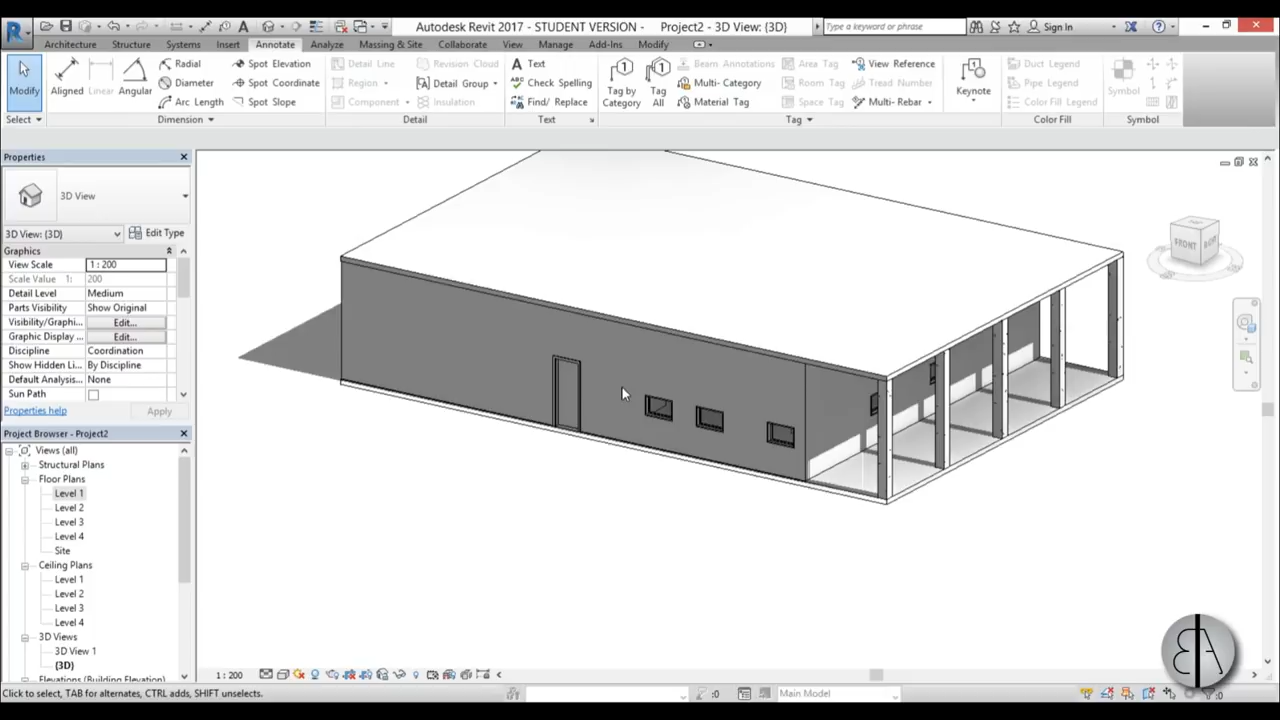 Autodesk Revit 2017 - STUDENT VERSION - Project2 - 3D View: {3D}
Type a keyword or phrase
Sign In
Architecture Structure Systems Insert Annotate Analyze Massing & Site Collaborate View Manage Add-Ins Modify
Modify
Select
Aligned
Linear
Angular
Radial
Diameter
Arc Length
Spot Elevation
Spot Coordinate
Spot Slope
Dimension
Detail Line
Region
Component
Revision Cloud
Detail Group
Insulation
Detail
Text
Check Spelling
Find/ Replace
Text
Tag by
Category
Tag
All
Beam Annotations
Multi- Category
Material Tag
Area Tag
Room Tag
Space Tag
View Reference
Tread Number
Multi- Rebar
Tag
Keynote
Duct Legend
Pipe Legend
Color Fill Legend
Color Fill
Symbol
Symbol
Properties
3D View
3D View: {3D}
Edit Type
Graphics
View Scale 1 : 200
Scale Value 1: 200
Detail Level Medium
Parts Visibility Show Original
Visibility/Graphi... Edit...
Graphic Display ... Edit...
Discipline Coordination
Show Hidden Li... By Discipline
Default Analysis... None
Sun Path
Properties help
Apply
Project Browser - Project2
Views (all)
Structural Plans
Floor Plans
Level 1
Level 2
Level 3
Level 4
Site
Ceiling Plans
Level 1
Level 2
Level 3
Level 4
3D Views
3D View 1
{3D}
Elevations (Building Elevation)
FRONT
1 : 200
Click to select, TAB for alternates, CTRL adds, SHIFT unselects.
:0
Main Model
:0